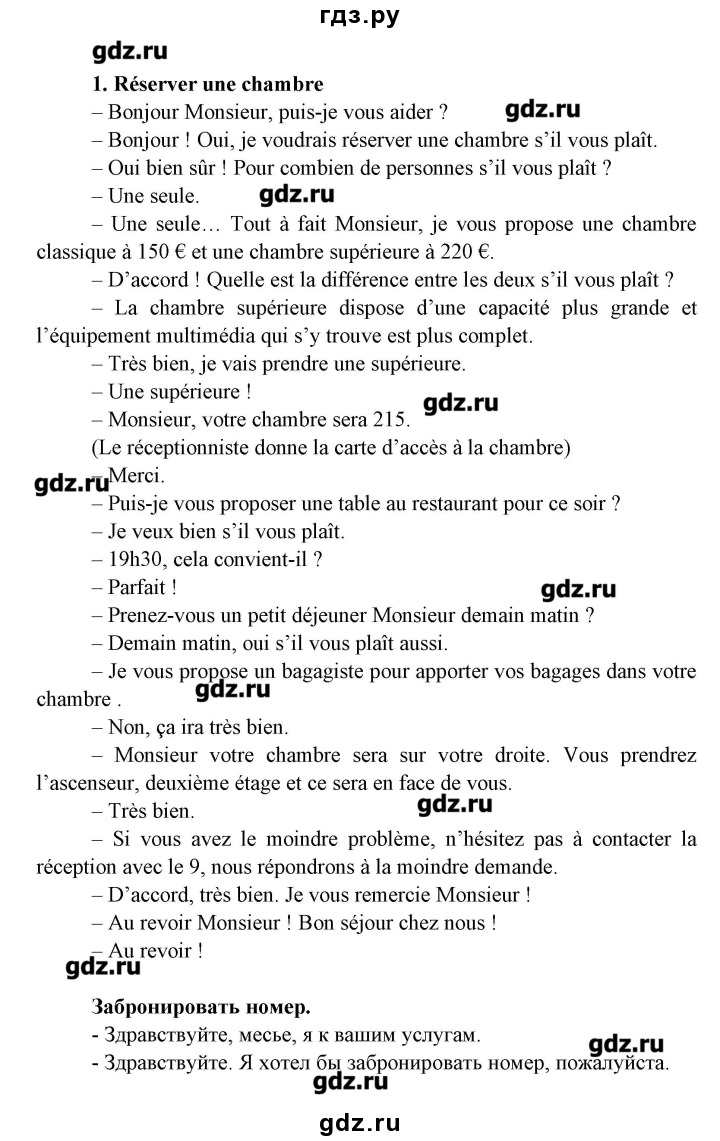 гдз.ру
gdz.ru
1. Réserver une chambre
– Bonjour Monsieur, puis-je vous aider ?
gdz.ru
– Bonjour ! Oui, je voudrais réserver une chambre s’il vous plaît.
– Oui bien sûr ! Pour combien de personnes s’il vous plaît ?
– Une seule.
gdz.ru
– Une seule… Tout à fait Monsieur, je vous propose une chambre
classique à 150 € et une chambre supérieure à 220 €.
– D’accord ! Quelle est la différence entre les deux s’il vous plaît ?
– La chambre supérieure dispose d’une capacité plus grande et
l’équipement multimédia qui s’y trouve est plus complet.
– Très bien, je vais prendre une supérieure.
– Une supérieure !
gdz.ru
– Monsieur, votre chambre sera 215.
(Le réceptionniste donne la carte d’accès à la chambre)
gdz.ru
– Merci.
– Puis-je vous proposer une table au restaurant pour ce soir ?
– Je veux bien s’il vous plaît.
– 19h30, cela convient-il ?
– Parfait !
gdz.ru
– Prenez-vous un petit déjeuner Monsieur demain matin ?
– Demain matin, oui s’il vous plaît aussi.
– Je vous propose un bagagiste pour apporter vos bagages dans votre
chambre .
gdz.ru
– Non, ça ira très bien.
– Monsieur votre chambre sera sur votre droite. Vous prendrez
l’ascenseur, deuxième étage et ce sera en face de vous.
– Très bien.
gdz.ru
– Si vous avez le moindre problème, n’hésitez pas à contacter la
réception avec le 9, nous répondrons à la moindre demande.
– D’accord, très bien. Je vous remercie Monsieur !
– Au revoir Monsieur ! Bon séjour chez nous !
– Au revoir !
gdz.ru
Забронировать номер.
- Здравствуйте, месье, я к вашим услугам.
gdz.ru
- Здравствуйте. Я хотел бы забронировать номер, пожалуйста.
gdz.ru
gdz.ru